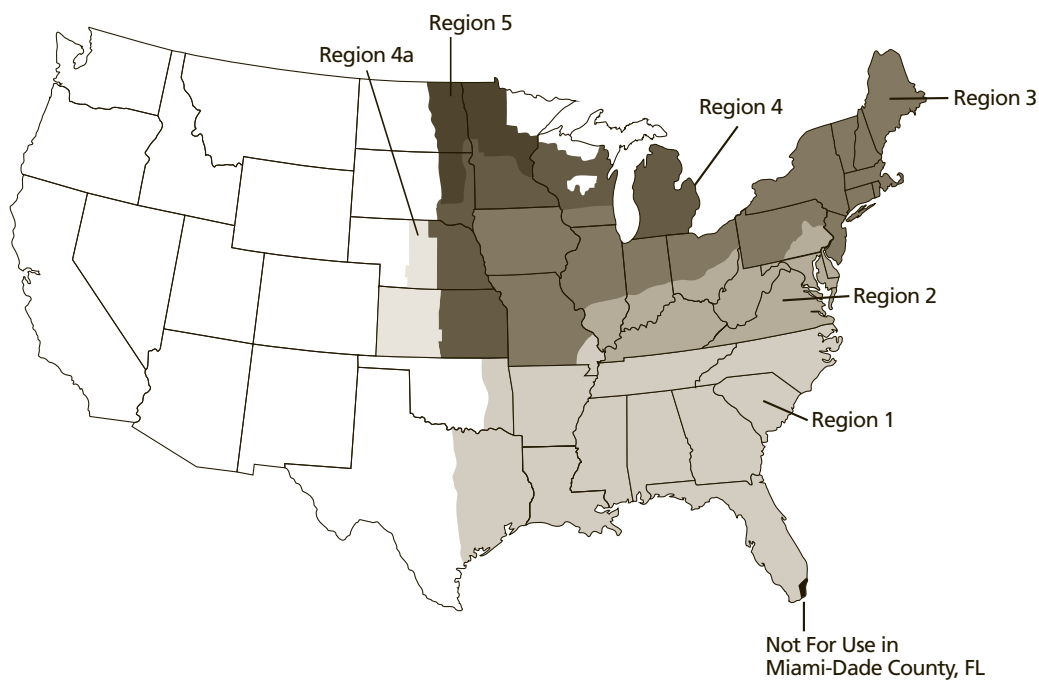 Region 5
Region 4a
Region 3
Region 4
Region 2
Region 1
Not For Use in
Miami-Dade County, FL